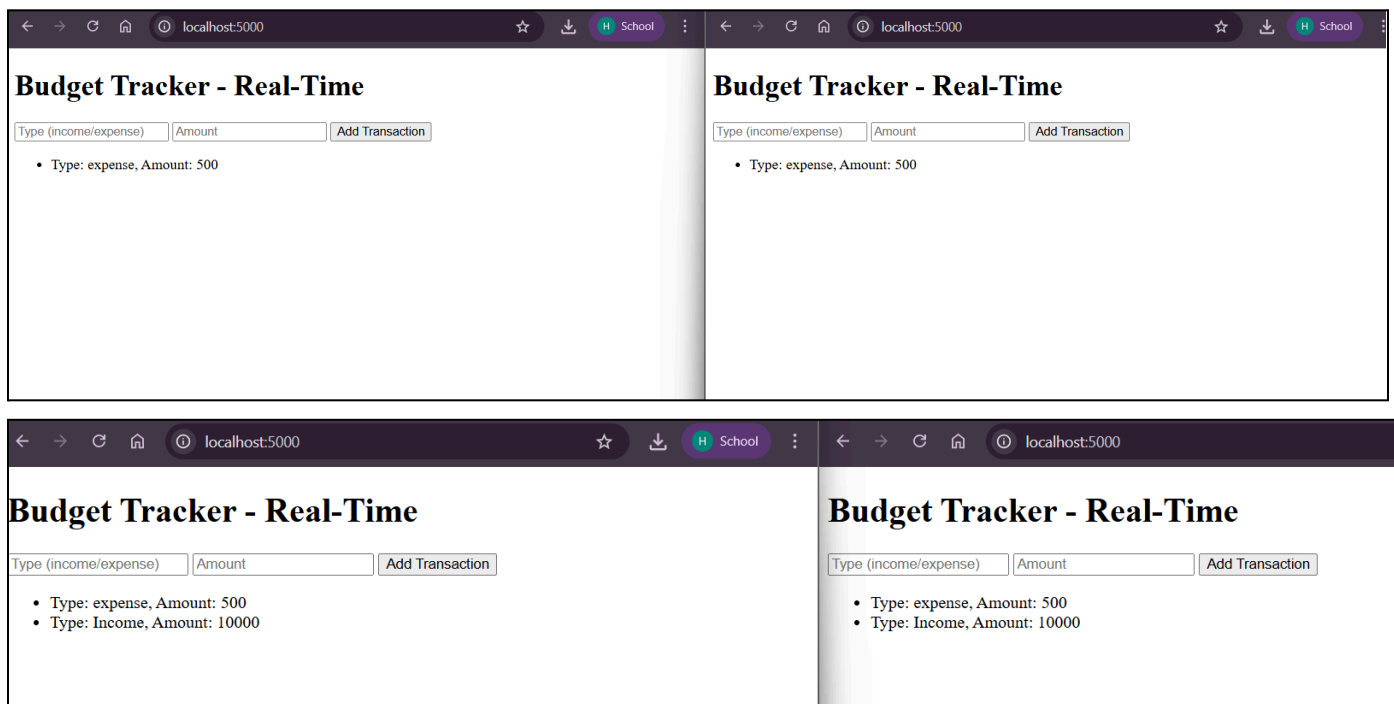 localhost:5000
H School
Budget Tracker - Real-Time
Type (income/expense) Amount Add Transaction
• Type: expense, Amount: 500
localhost:5000
H School
Budget Tracker - Real-Time
Type (income/expense) Amount Add Transaction
• Type: expense, Amount: 500
localhost:5000
H School
Budget Tracker - Real-Time
Type (income/expense) Amount Add Transaction
• Type: expense, Amount: 500
• Type: Income, Amount: 10000
localhost:5000
Budget Tracker - Real-Time
Type (income/expense) Amount Add Transaction
• Type: expense, Amount: 500
• Type: Income, Amount: 10000